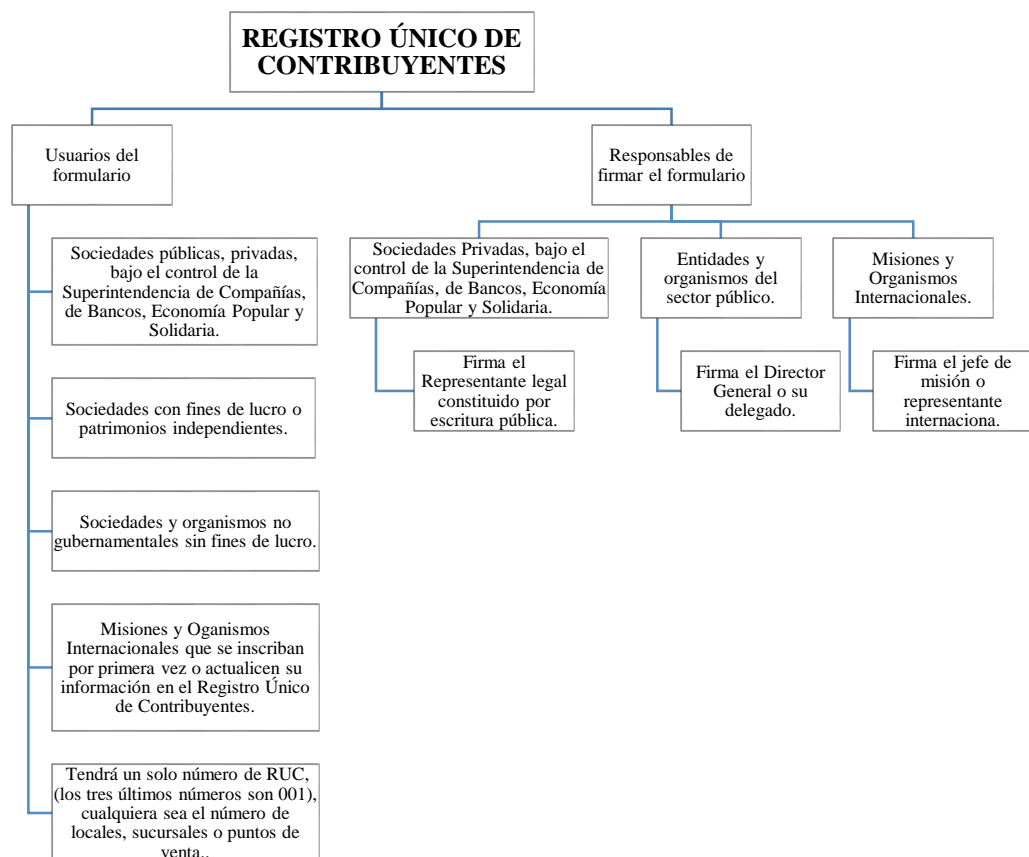 REGISTRO ÚNICO DE
CONTRIBUYENTES
Usuarios del
formulario
Sociedades públicas, privadas,
bajo el control de la
Superintendencia de Compañías,
de Bancos, Economía Popular y
Solidaria.
Sociedades con fines de lucro o
patrimonios independientes.
Sociedades y organismos no
gubernamentales sin fines de lucro.
Misiones y Oganismos
Internacionales que se inscriban
por primera vez o actualicen su
información en el Registro Único
de Contribuyentes.
Tendrá un solo número de RUC,
(los tres últimos números son 001),
cualquiera sea el número de
locales, sucursales o puntos de
venta..
Responsables de
firmar el formulario
Sociedades Privadas, bajo el
control de la Superintendencia de
Compañías, de Bancos, Economía
Popular y Solidaria.
Firma el
Representante legal
constituido por
escritura pública.
Entidades y
organismos del
sector público.
Firma el Director
General o su
delegado.
Misiones y
Organismos
Internacionales.
Firma el jefe de
misión o
representante
internaciona.